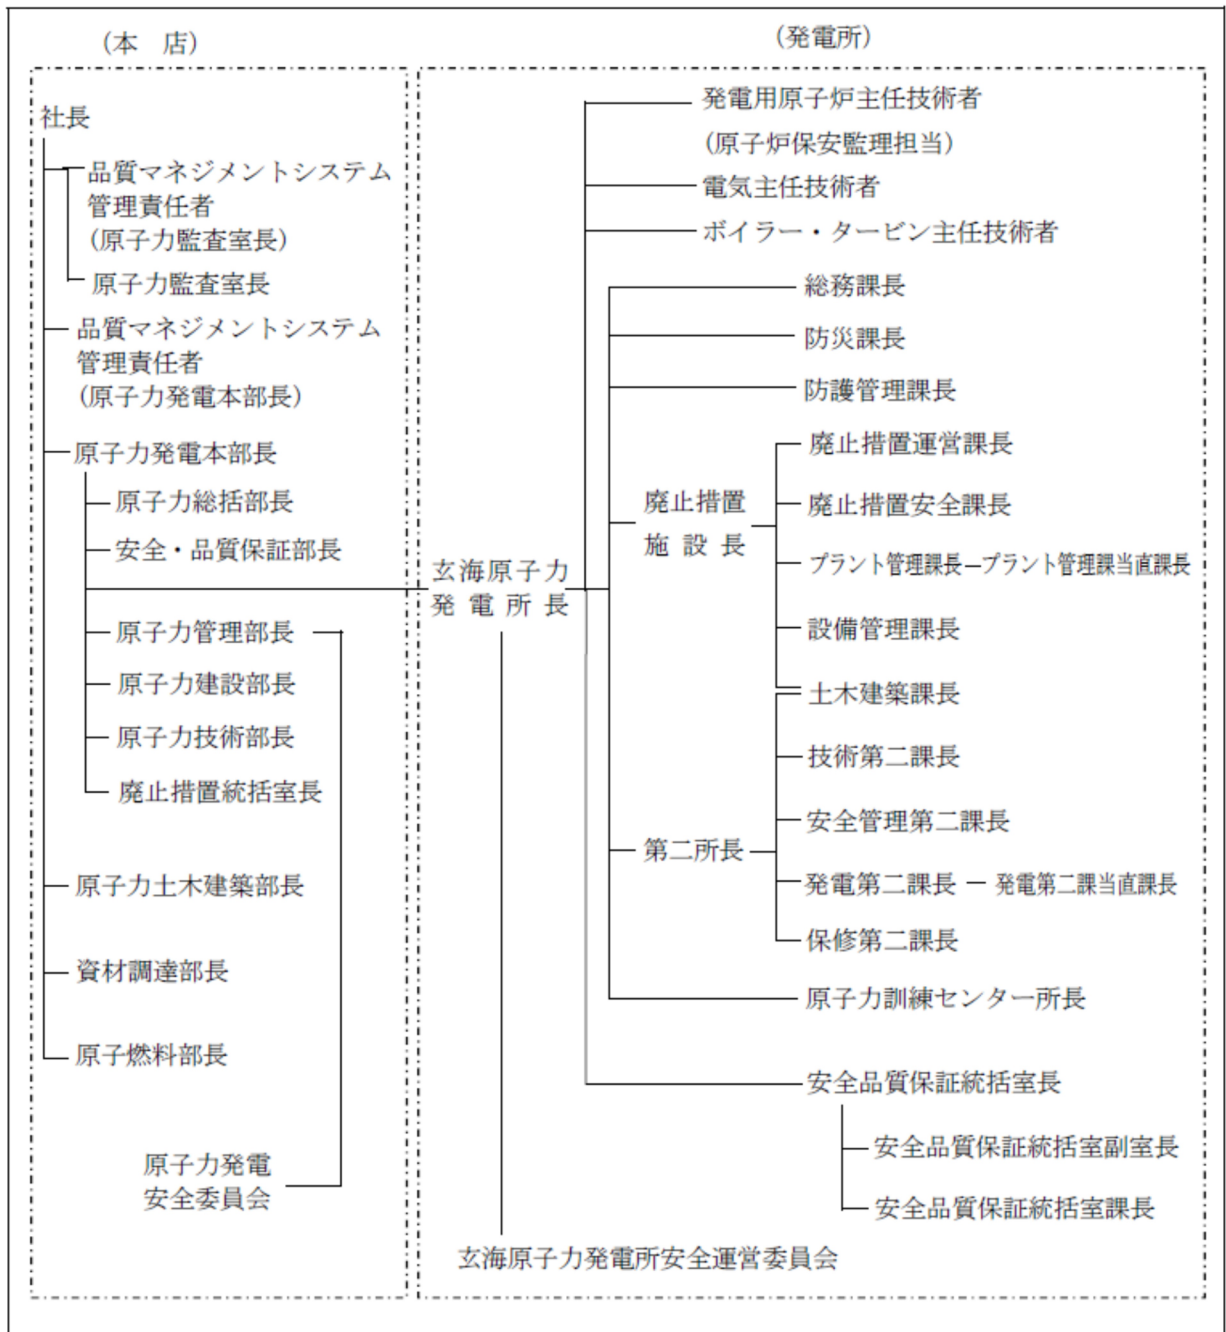 (本　店)
社長
品質マネジメントシステム
管理責任者
(原子力監査室長)
原子力監査室長
品質マネジメントシステム
管理責任者
(原子力発電本部長)
原子力発電本部長
原子力総括部長
安全・品質保証部長
原子力管理部長
原子力建設部長
原子力技術部長
廃止措置統括室長
原子力土木建築部長
資材調達部長
原子燃料部長
原子力発電
安全委員会
(発電所)
玄海原子力
発電所長
発電用原子炉主任技術者
(原子炉保安監理担当)
電気主任技術者
ボイラー・タービン主任技術者
総務課長
防災課長
防護管理課長
廃止措置
施設長
廃止措置運営課長
廃止措置安全課長
プラント管理課長―プラント管理課当直課長
設備管理課長
土木建築課長
第二所長
技術第二課長
安全管理第二課長
発電第二課長 ― 発電第二課当直課長
保修第二課長
原子力訓練センター所長
安全品質保証統括室長
安全品質保証統括室副室長
安全品質保証統括室課長
玄海原子力発電所安全運営委員会